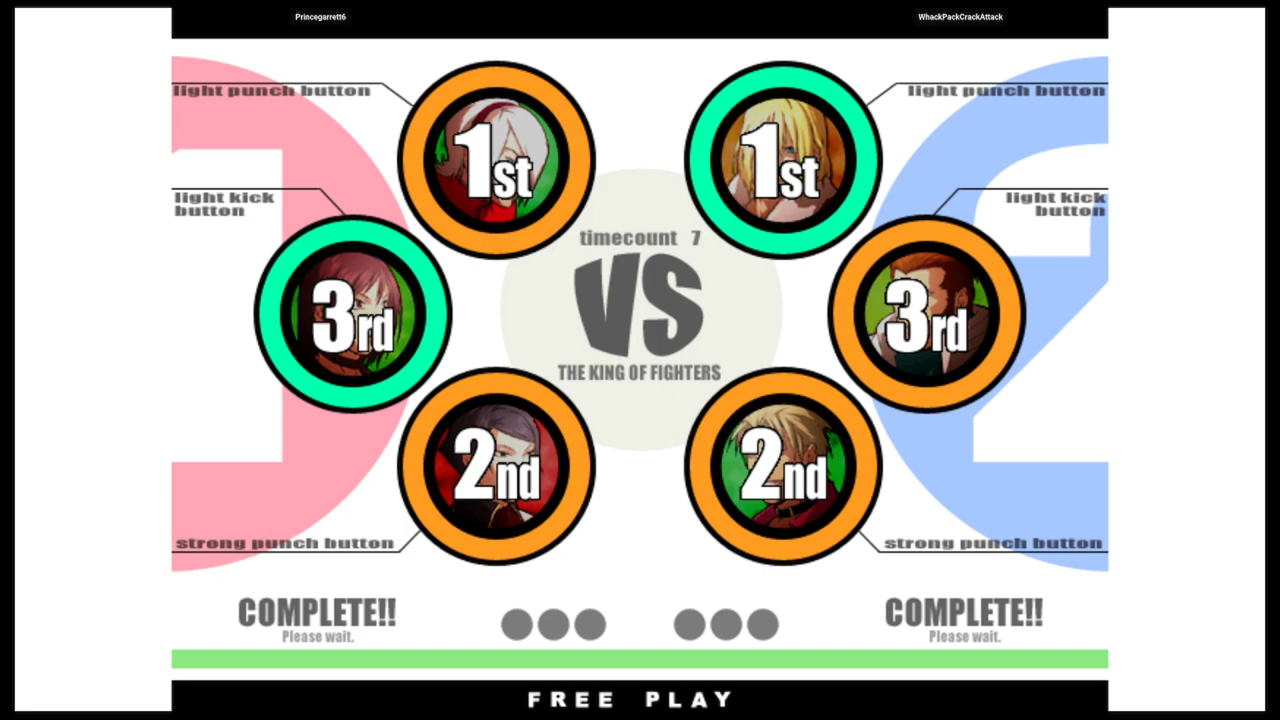 Princegarrett6
WhackPackCrackAttack
light punch button
light punch button
1st
1st
light kick
button
light kick
button
timecount 7
VS
THE KING OF FIGHTERS
3rd
3rd
2nd
2nd
strong punch button
strong punch button
COMPLETE!!
Please wait.
COMPLETE!!
Please wait.
FREE PLAY